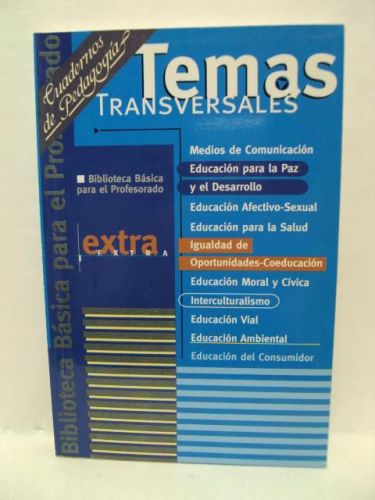 Cuadernos
de Pedagogía
Temas
TRANSVERSALES
Biblioteca Básica para el Profesorado
Biblioteca Básica
para el Profesorado
extra
EXTRA
Medios de Comunicación
Educación para la Paz
y el Desarrollo
Educación Afectivo-Sexual
Educación para la Salud
Igualdad de
Oportunidades-Coeducación
Educación Moral y Cívica
Interculturalismo
Educación Vial
Educación Ambiental
Educación del Consumidor